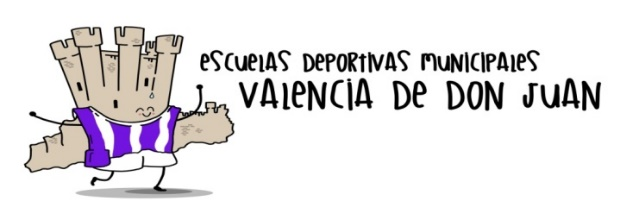 escuelas deportivas municipales
valencia de don juan